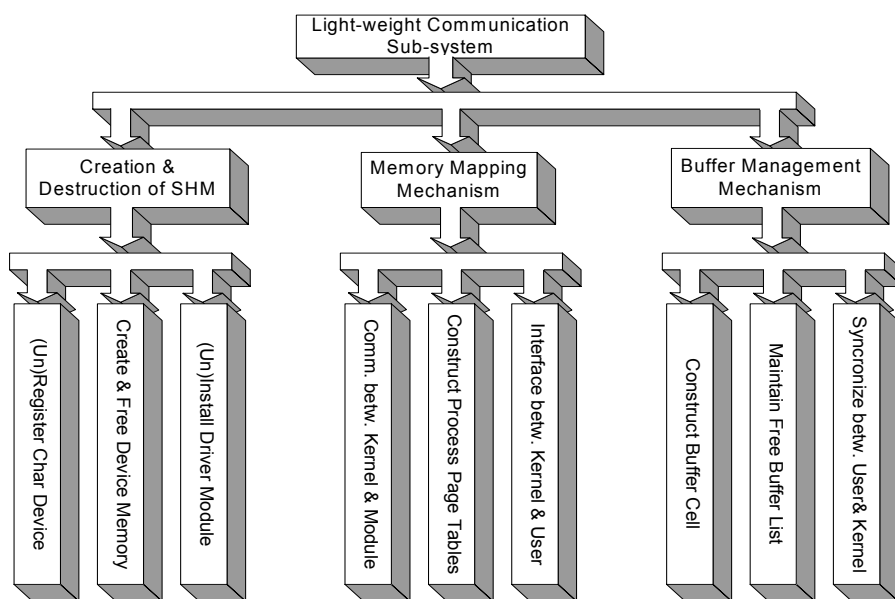 Light-weight Communication
Sub-system
Creation &
Destruction of SHM
Memory Mapping
Mechanism
Buffer Management
Mechanism
(Un)Register Char Device
Create & Free Device Memory
(Un)Install Driver Module
Comm. betw. Kernel & Module
Construct Process Page Tables
Interface betw. Kernel & User
Construct Buffer Cell
Maintain Free Buffer List
Syncronize betw. User& Kernel